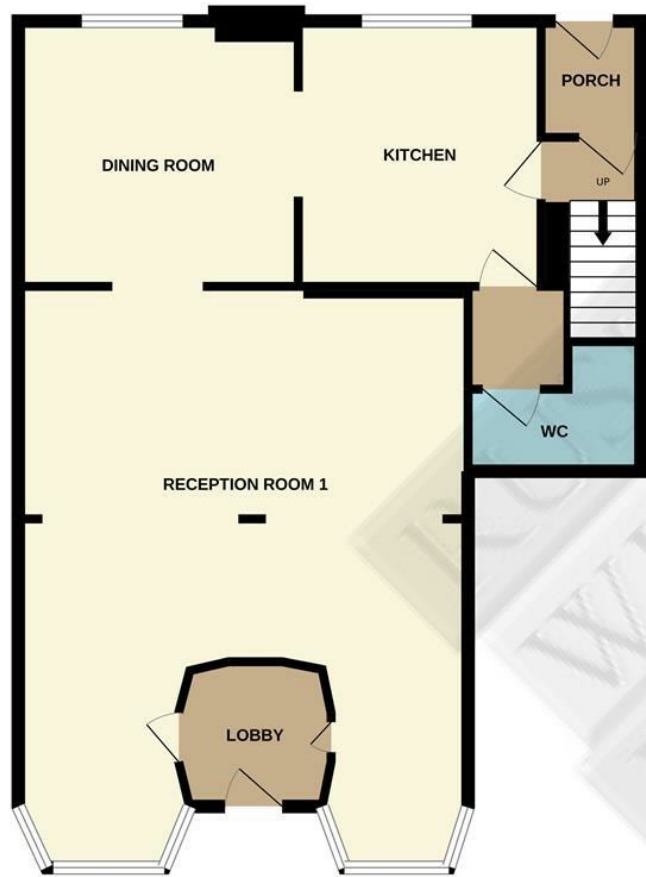 PORCH
DINING ROOM
KITCHEN
UP
WC
RECEPTION ROOM 1
LOBBY